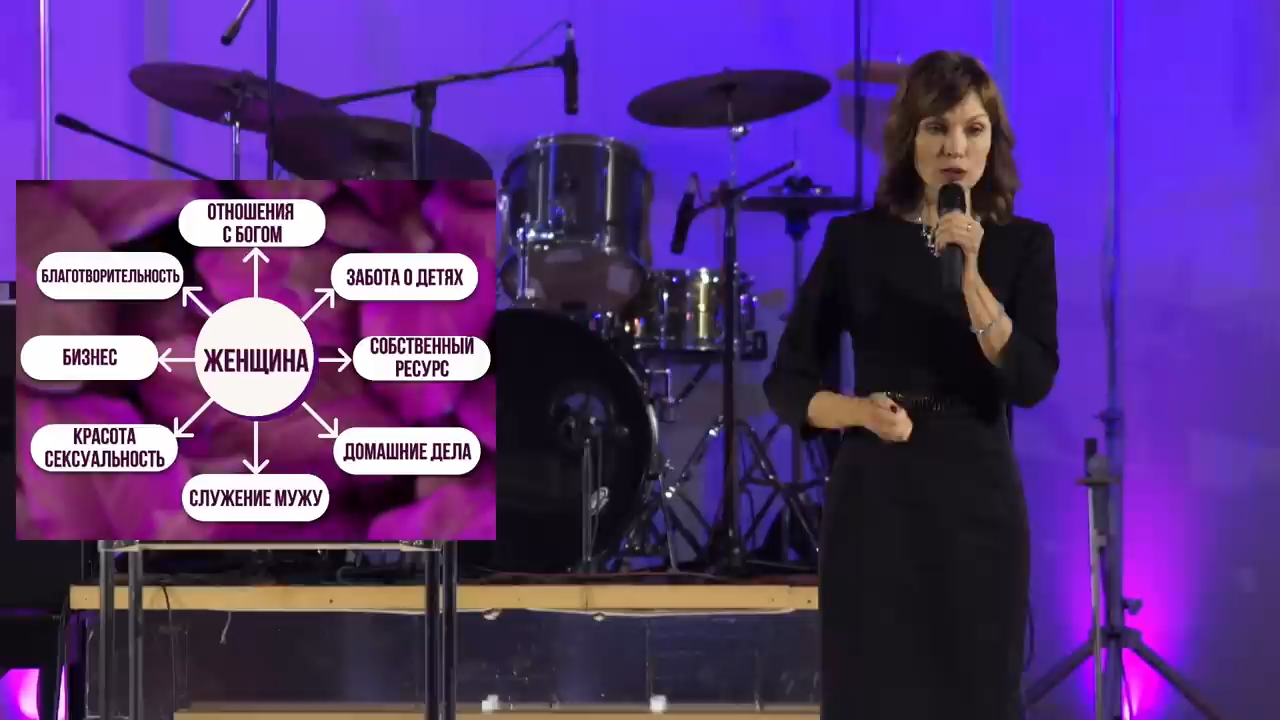 ОТНОШЕНИЯ
С БОГОМ
БЛАГОТВОРИТЕЛЬНОСТЬ
ЗАБОТА О ДЕТЯХ
БИЗНЕС
ЖЕНЩИНА
СОБСТВЕННЫЙ
РЕСУРС
КРАСОТА
СЕКСУАЛЬНОСТЬ
ДОМАШНИЕ ДЕЛА
СЛУЖЕНИЕ МУЖУ